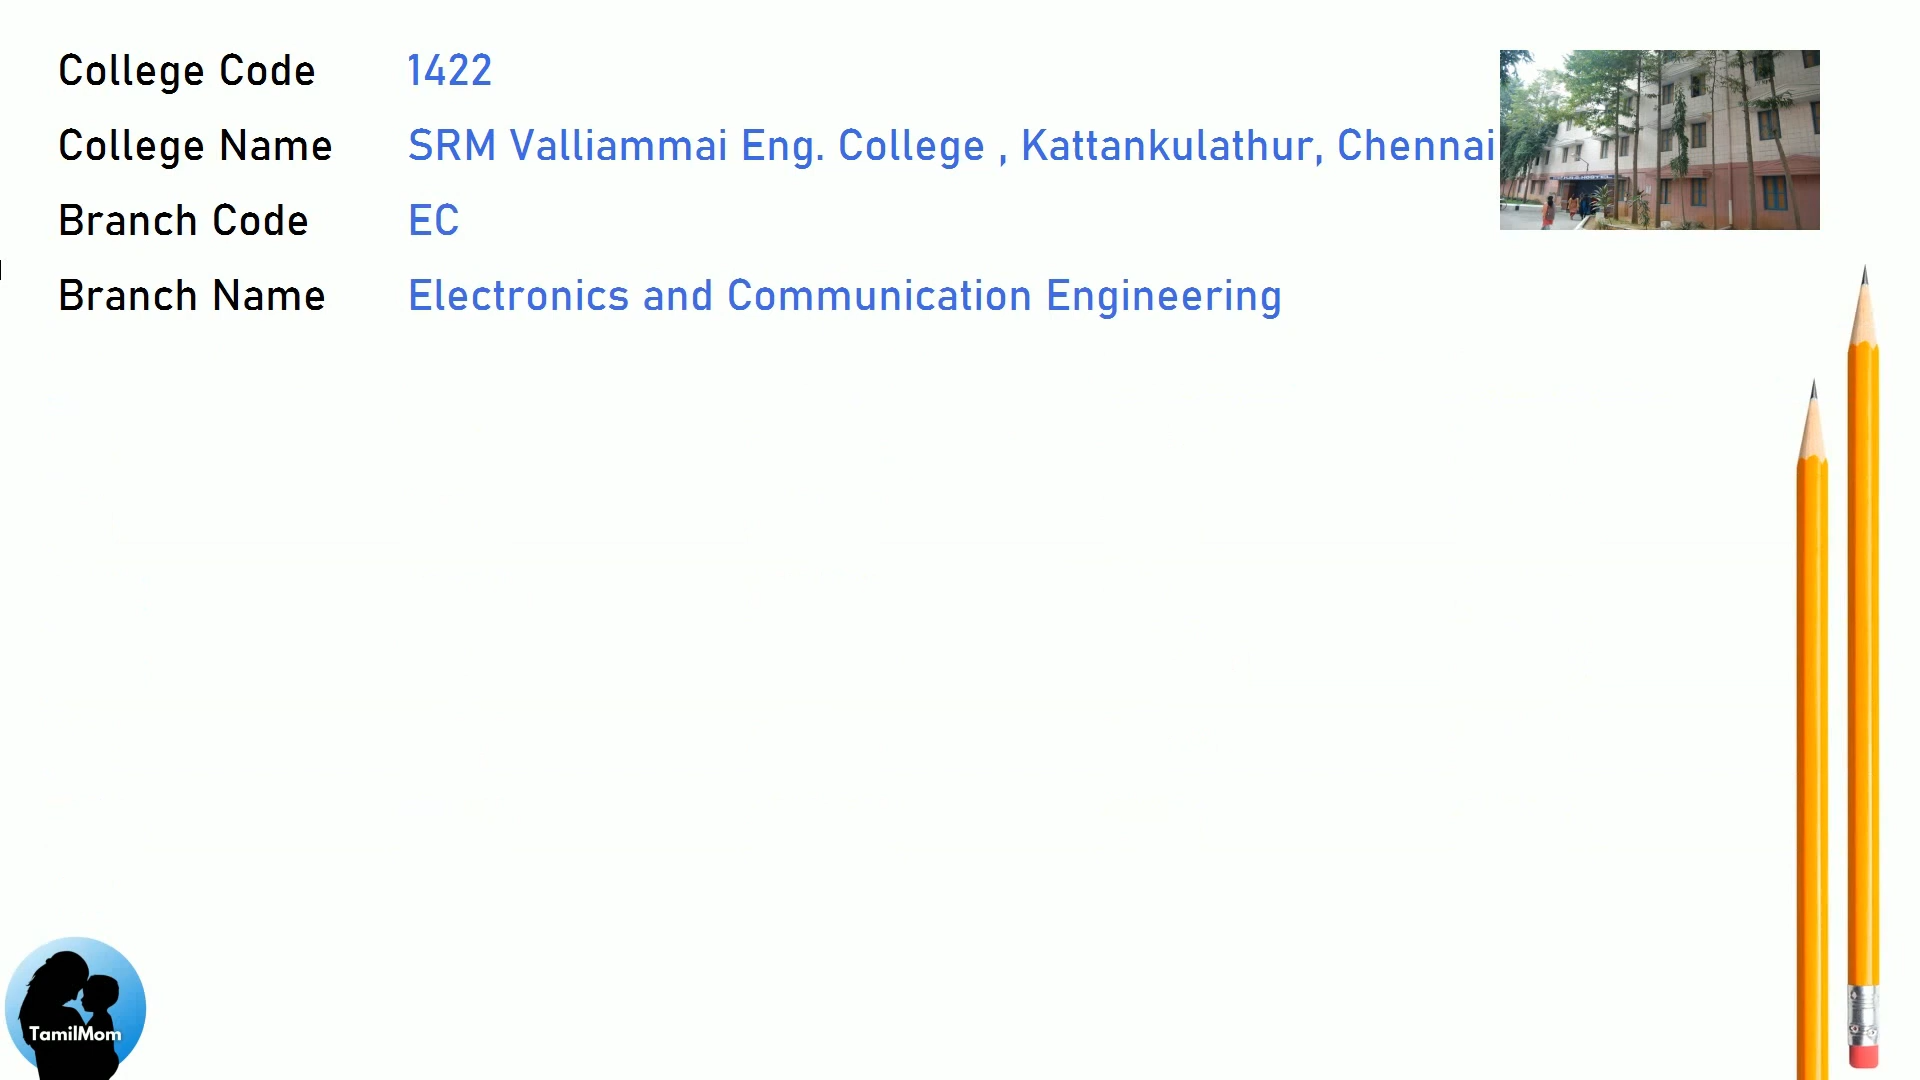 College Code 1422
College Name SRM Valliammai Eng. College , Kattankulathur, Chennai
Branch Code EC
Branch Name Electronics and Communication Engineering
TamilMom